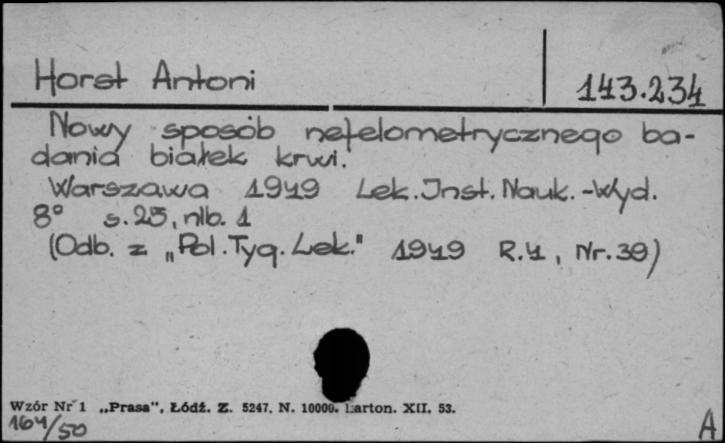 Horst Antoni
143.234
Nowy sposób nefelometrycznego ba-
dania białek krwi.
Warszawa 1949 Lek. Inst. Nauk.-Wyd.
8° s. 25, nlb. 1
(Odb. z „Pol. Tyg. Lek." 1949 R. 4, Nr. 39)
Wzór Nr 1 „Prasa", Łódź. Z. 5247. N. 10000. karton. XII. 53.
164/50
A